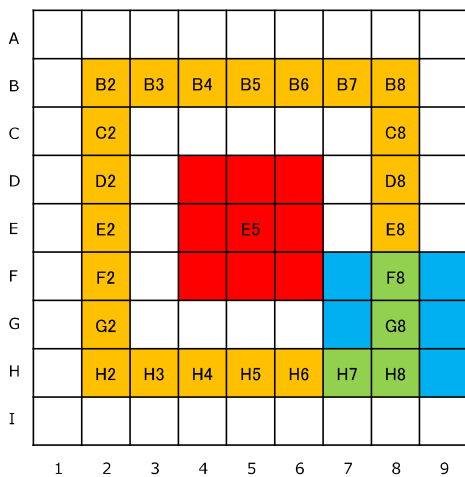 A
B B2 B3 B4 B5 B6 B7 B8
C C2 C8
D D2 D8
E E2 E5 E8
F F2 F8
G G2 G8
H H2 H3 H4 H5 H6 H7 H8
I
1 2 3 4 5 6 7 8 9